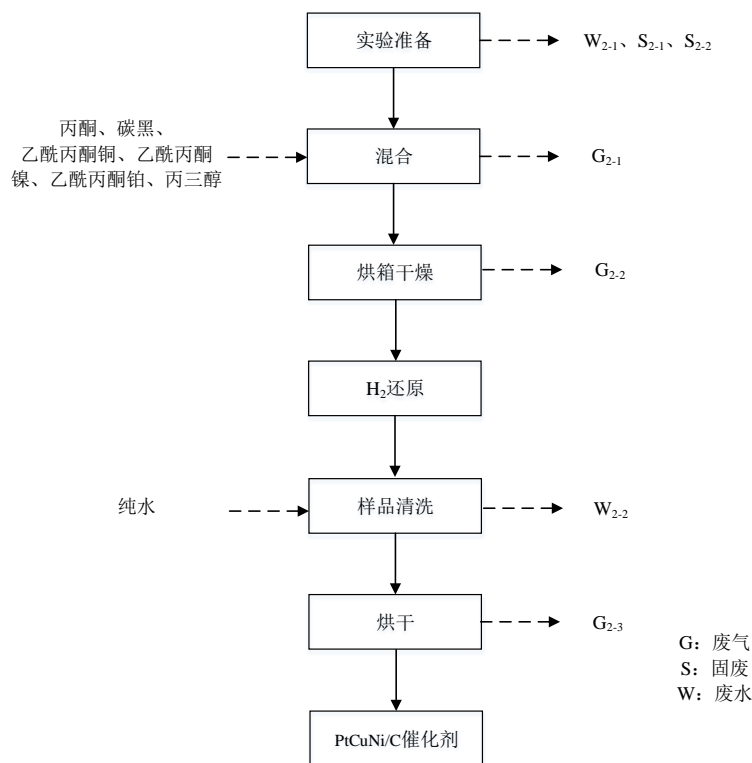 实验准备
W2-1、S2-1、S2-2
丙酮、碳黑、
乙酰丙酮铜、乙酰丙酮
镍、乙酰丙酮铂、丙三醇
混合
G2-1
烘箱干燥
G2-2
H2还原
纯水
样品清洗
W2-2
烘干
G2-3
G：废气
S：固废
W：废水
PtCuNi/C催化剂